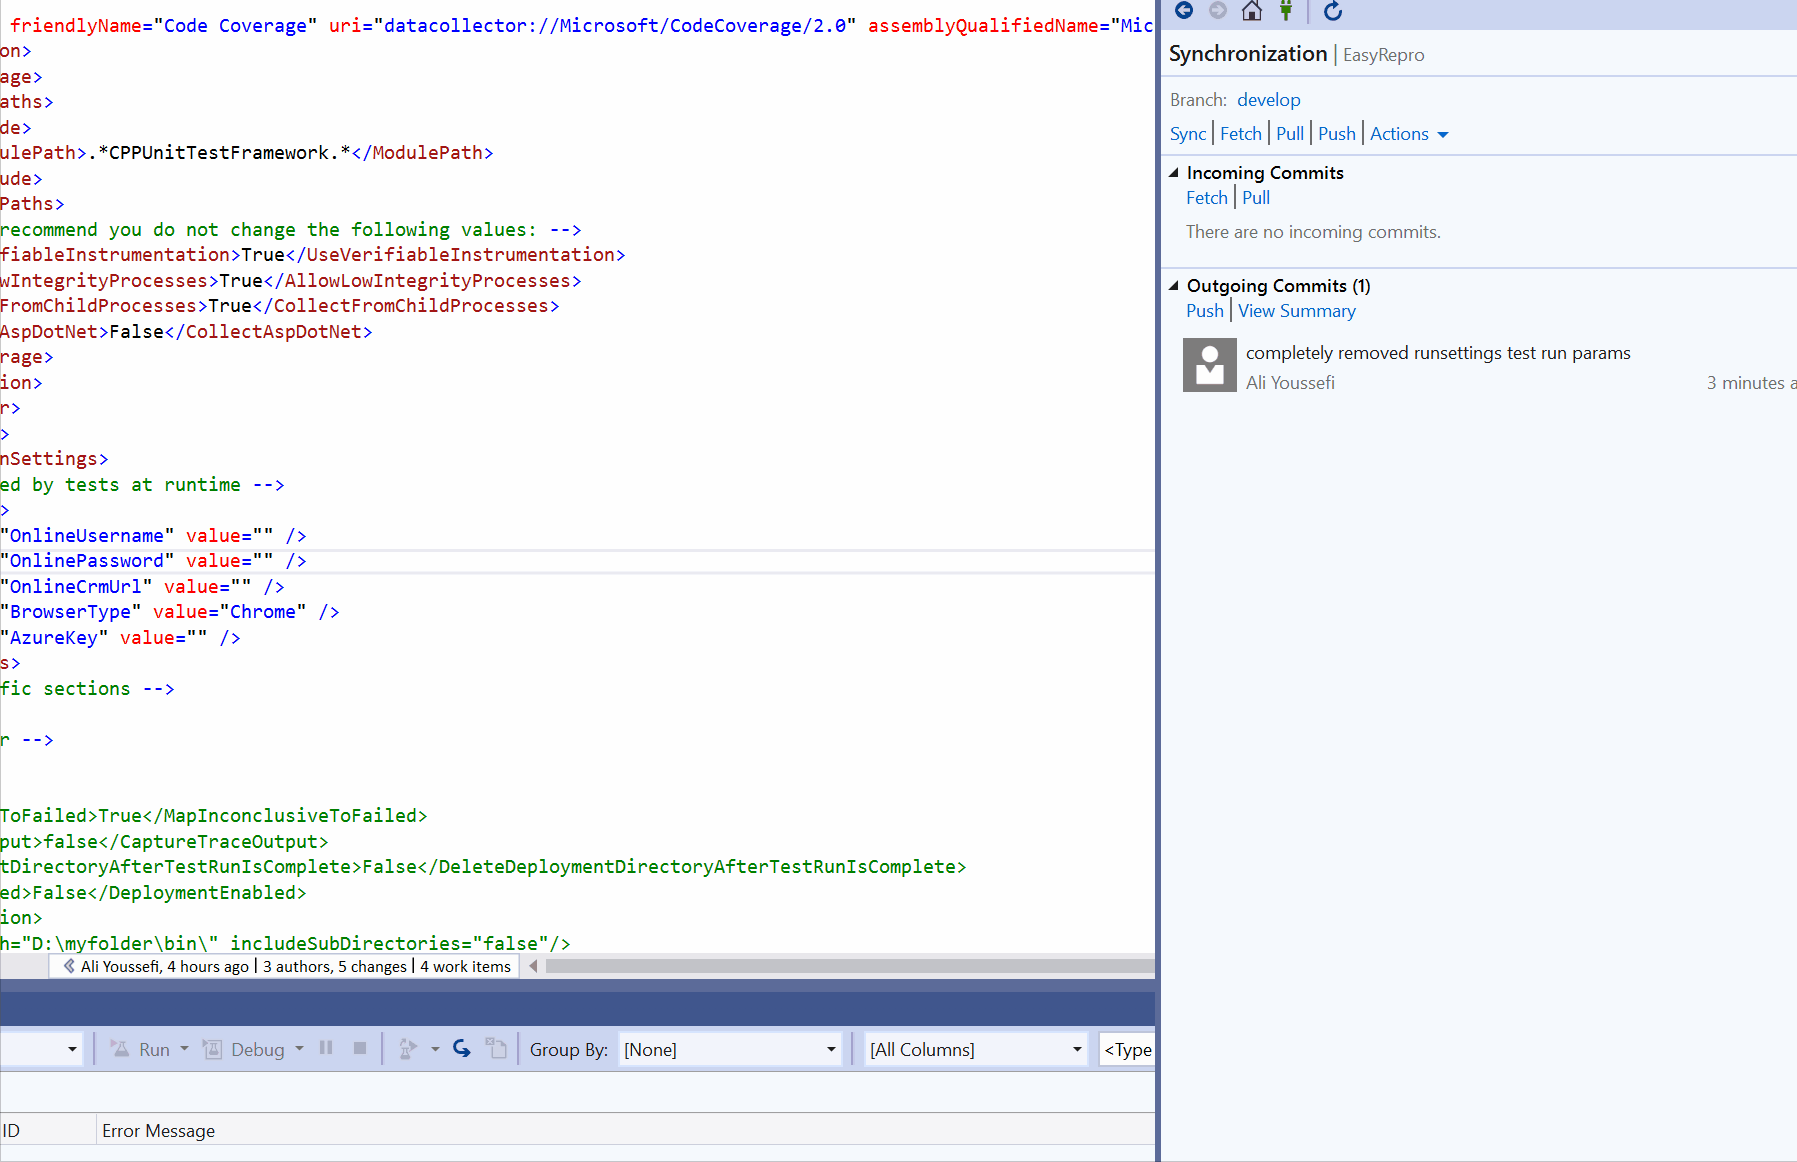 friendlyName="Code Coverage" uri="datacollector://Microsoft/CodeCoverage/2.0" assemblyQualifiedName="Mic
on>
age>
aths>
de>
ulePath>.*CPPUnitTestFramework.*</ModulePath>
ude>
Paths>
recommend you do not change the following values: -->
fiableInstrumentation>True</UseVerifiableInstrumentation>
wIntegrityProcesses>True</AllowLowIntegrityProcesses>
FromChildProcesses>True</CollectFromChildProcesses>
AspDotNet>False</CollectAspDotNet>
rage>
ion>
r>
>
nSettings>
ed by tests at runtime -->
>
"OnlineUsername" value="" />
"OnlinePassword" value="" />
"OnlineCrmUrl" value="" />
"BrowserType" value="Chrome" />
"AzureKey" value="" />
s>
fic sections -->
r -->
ToFailed>True</MapInconclusiveToFailed>
put>false</CaptureTraceOutput>
tDirectoryAfterTestRunIsComplete>False</DeleteDeploymentDirectoryAfterTestRunIsComplete>
ed>False</DeploymentEnabled>
ion>
h="D:\myfolder\bin\" includeSubDirectories="false"/>
Ali Youssefi, 4 hours ago | 3 authors, 5 changes | 4 work items
Run Debug Group By: [None] [All Columns] <Type
ID Error Message
Synchronization | EasyRepro
Branch: develop
Sync | Fetch | Pull | Push | Actions
Incoming Commits
Fetch | Pull
There are no incoming commits.
Outgoing Commits (1)
Push | View Summary
completely removed runsettings test run params
Ali Youssefi 3 minutes a